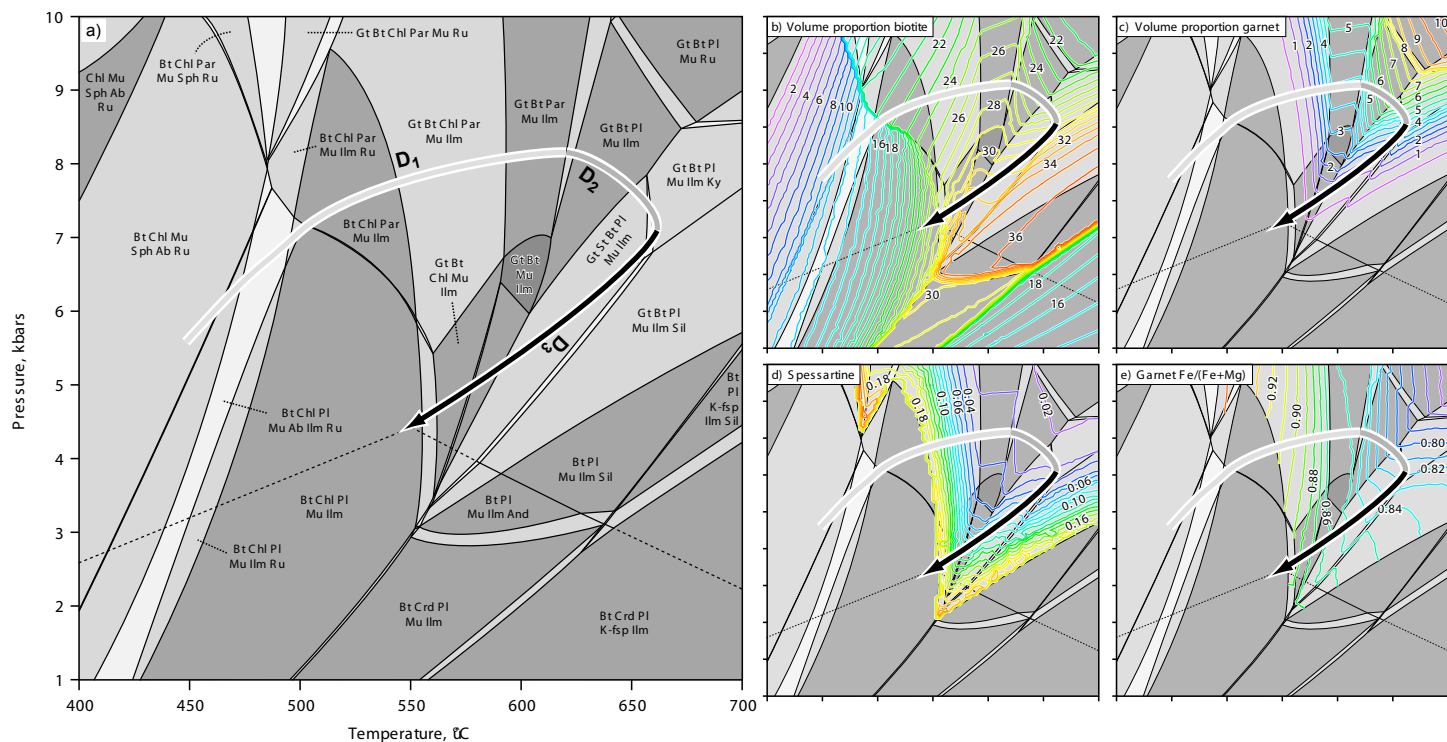 a)
10
9
8
7
6
5
4
3
2
1
Pressure, kbars
400
450
500
550
600
650
700
Temperature, °C
Bt Chl Par
Mu Sph Ru
Gt Bt Chl Par Mu Ru
Gt Bt Pl
Mu Ru
Chl Mu
Sph Ab
Ru
Gt Bt Par
Mu Ilm
Gt Bt Chl Par
Mu Ilm
Gt Bt Pl
Mu Ilm
Bt Chl Par
Mu Ilm Ru
D1
D2
Gt Bt Pl
Mu Ilm Ky
Bt Chl Mu
Sph Ab Ru
Bt Chl Par
Mu Ilm
Gt St Bt Pl
Mu Ilm
Gt Bt
Chl Mu
Ilm
Gt Bt
Mu
Ilm
Gt Bt Pl
Mu Ilm Sil
D3
Bt
Pl
K-fsp
Ilm Sil
Bt Chl Pl
Mu Ab Ilm Ru
Bt Pl
Mu Ilm Sil
Bt Chl Pl
Mu Ilm
Bt Pl
Mu Ilm And
Bt Chl Pl
Mu Ilm Ru
Bt Crd Pl
Mu Ilm
Bt Crd Pl
K-fsp Ilm
b) Volume proportion biotite
22
26
22
24
24
2
4
6
8
10
28
26
16
18
30
32
34
36
30
18
16
c) Volume proportion garnet
1
2
4
5
10
9
8
7
6
7
6
5
5
4
3
2
2
1
d) Spessartine
0.18
0.18
0.10
0.06
0.04
0.02
0.06
0.10
0.16
e) Garnet Fe/(Fe+Mg)
0.92
0.90
0.88
0.86
0.80
0.82
0.84